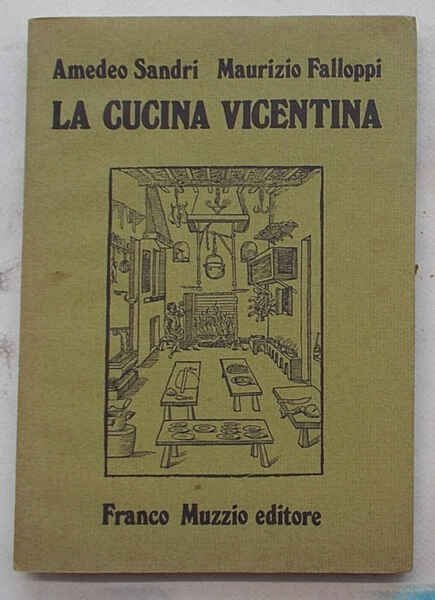 Amedeo Sandri Maurizio Falloppi
LA CUCINA VICENTINA
Franco Muzzio editore